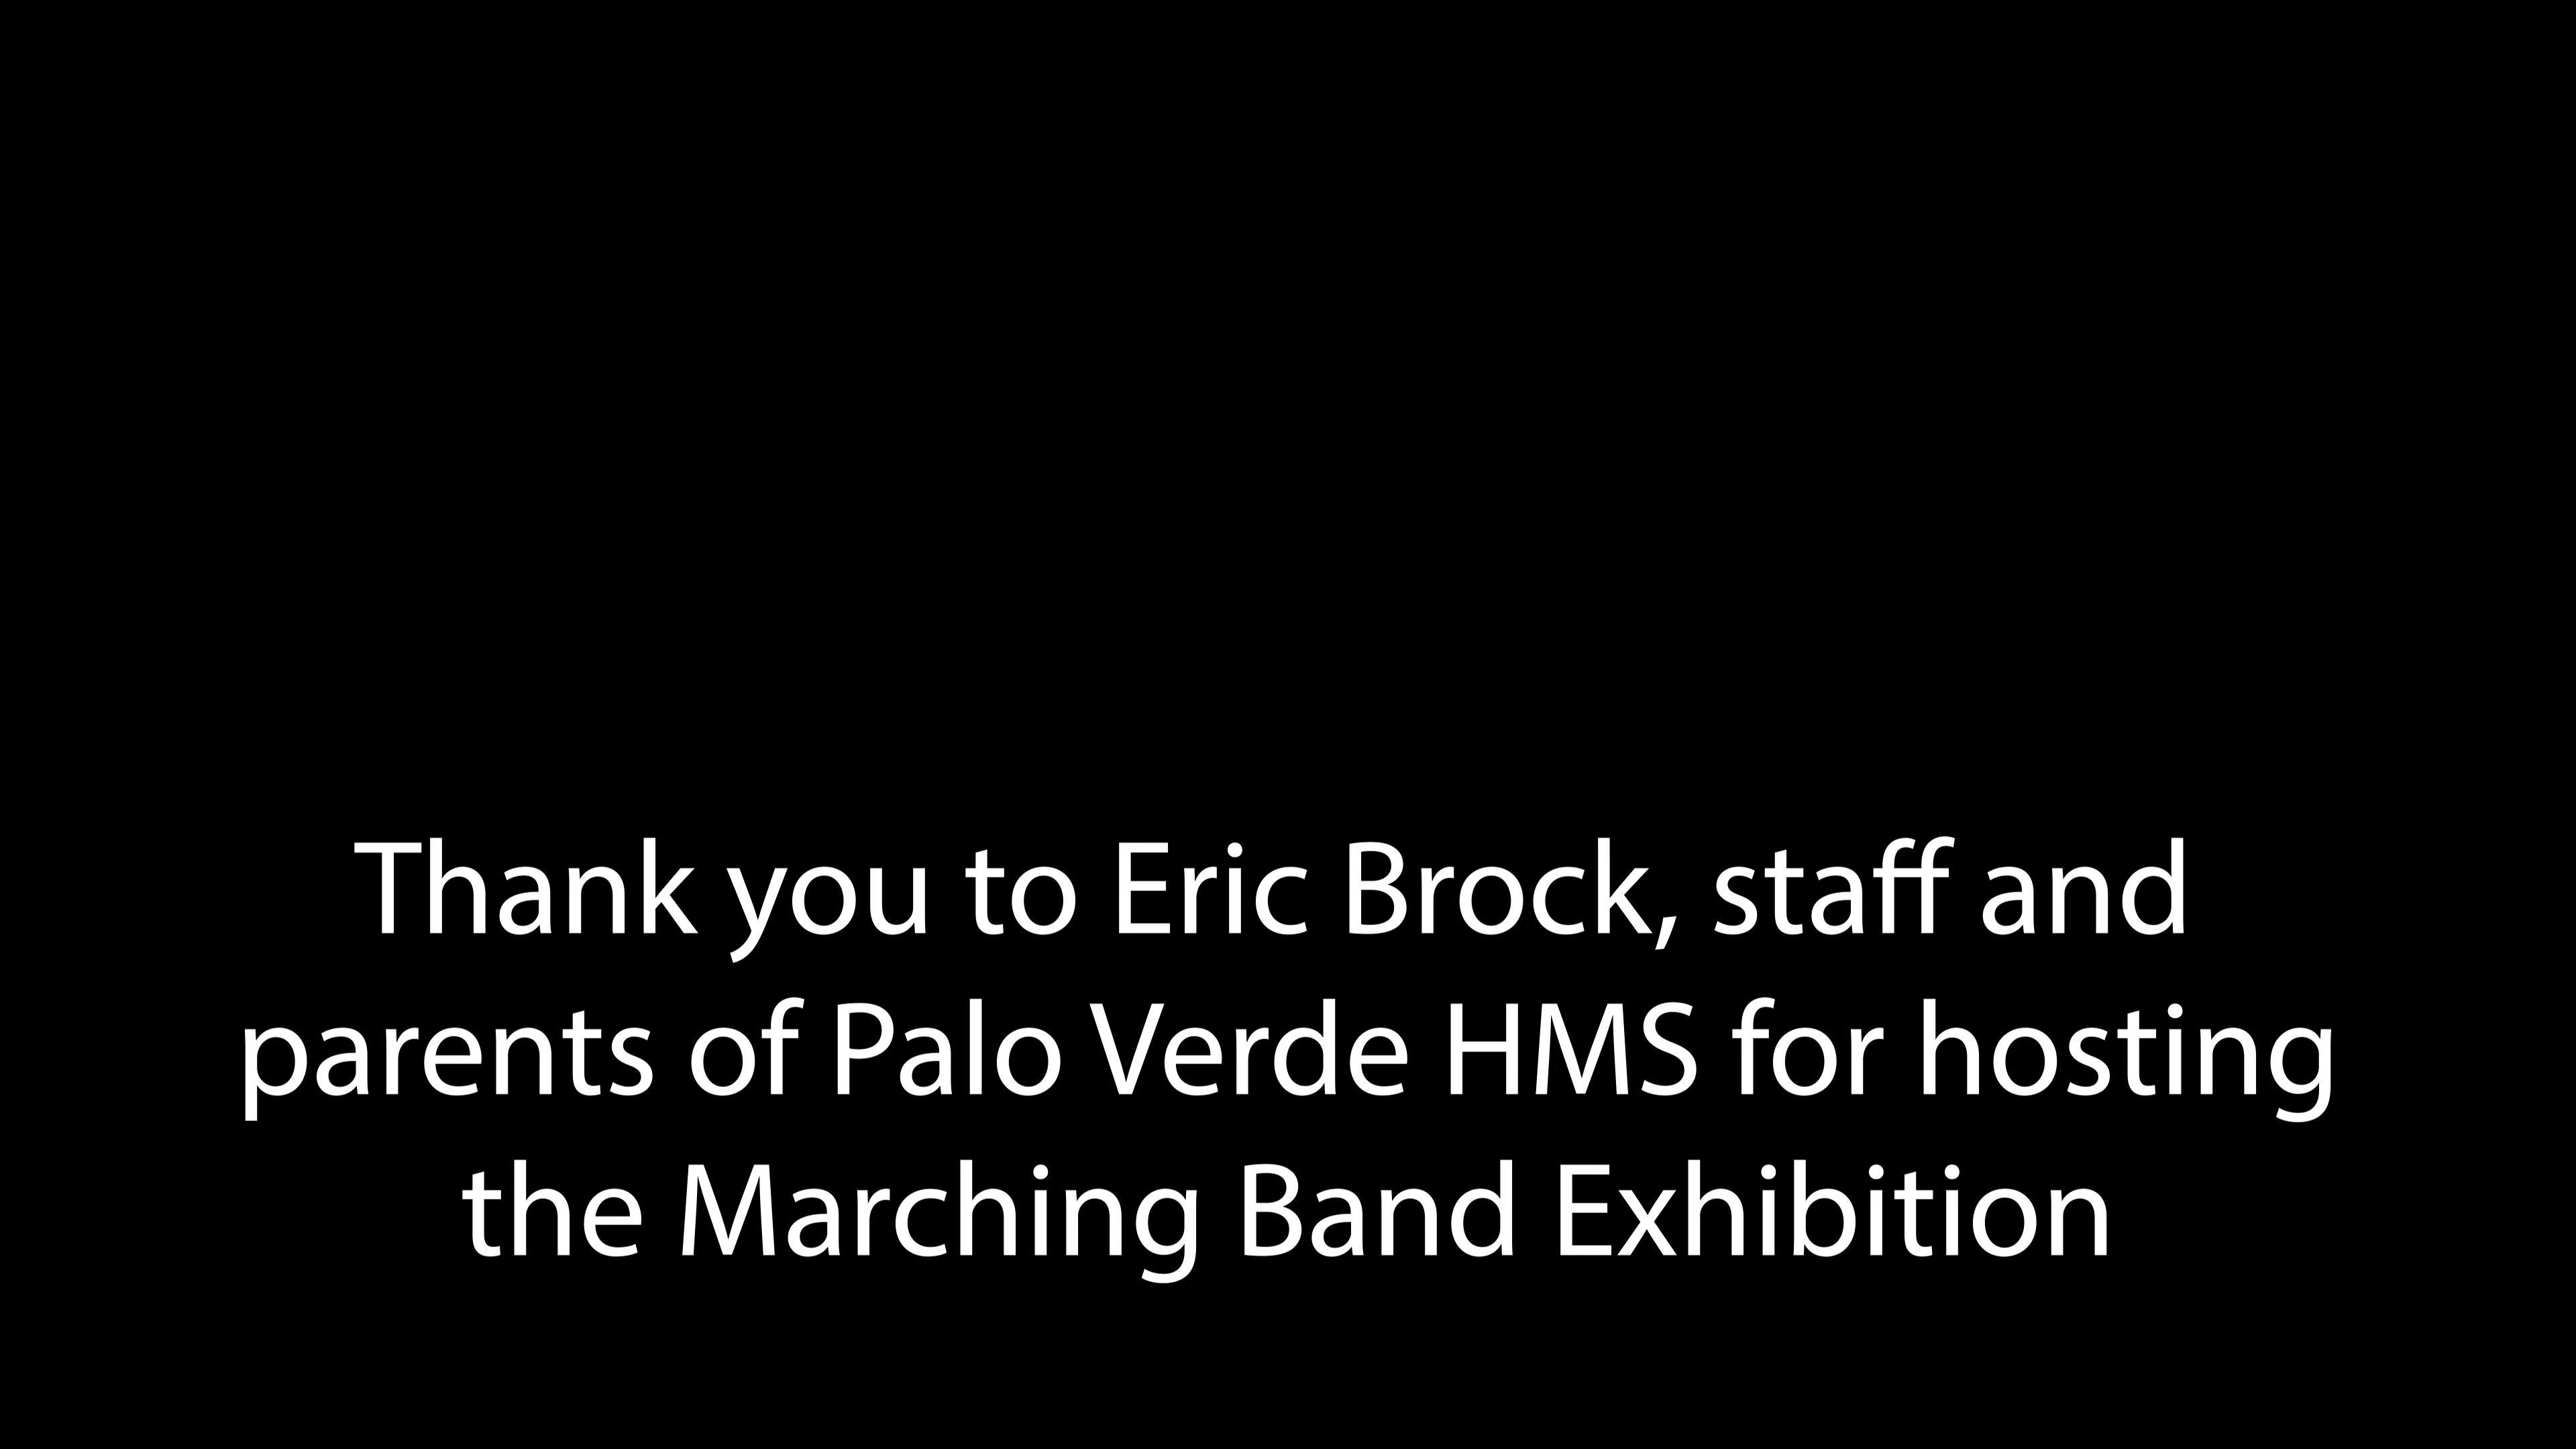 Thank you to Eric Brock, staff and
parents of Palo Verde HMS for hosting
the Marching Band Exhibition